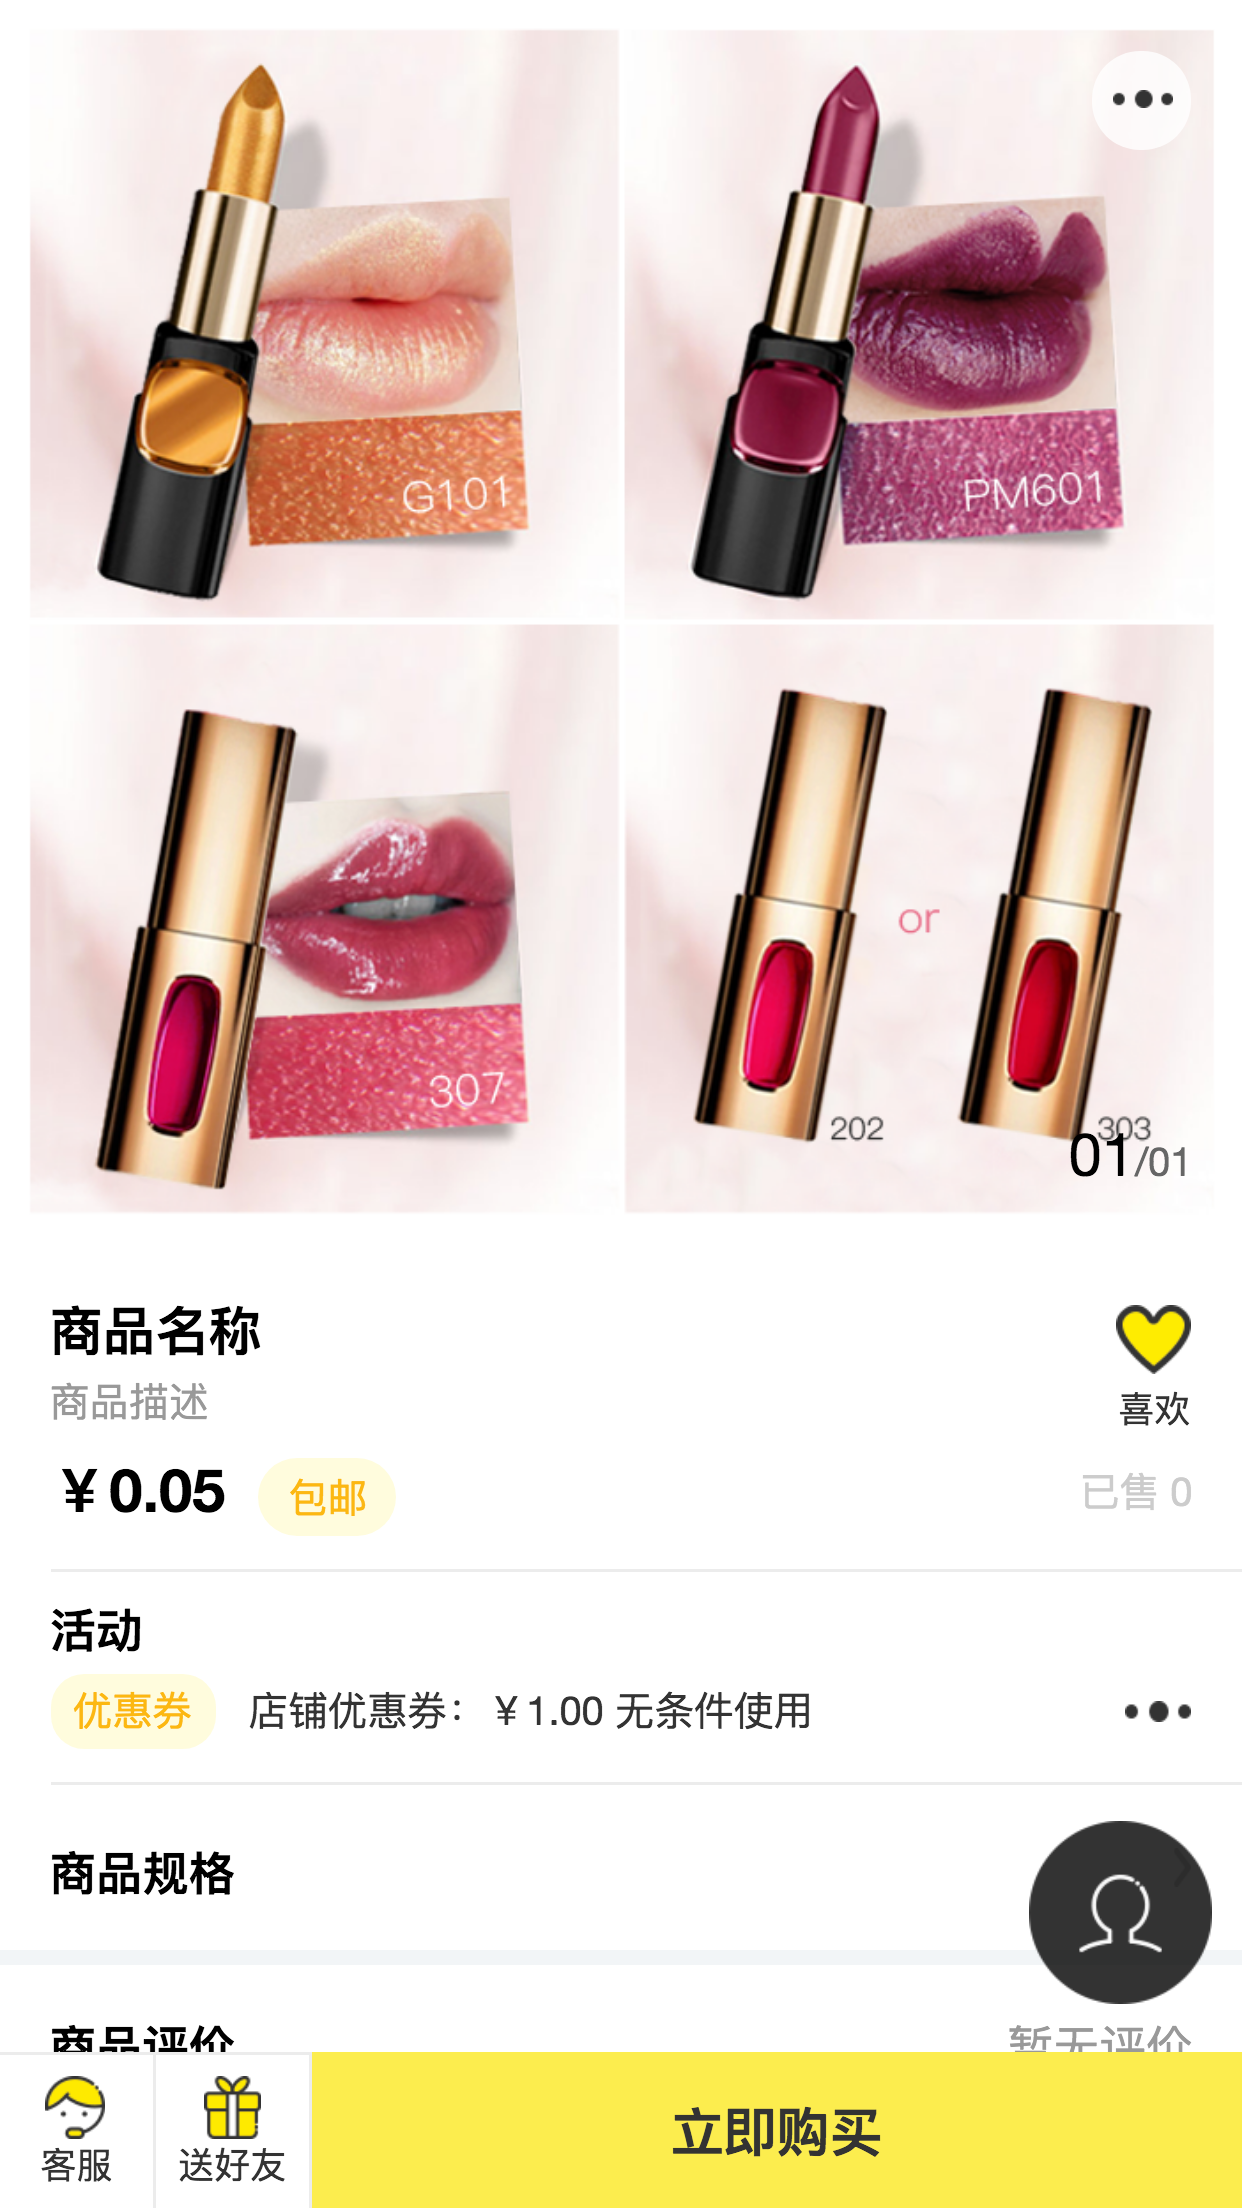 G101
PM601
307
or
202
303
01/01
商品名称
商品描述
喜欢
¥0.05
包邮
已售 0
活动
优惠券
店铺优惠券：¥1.00 无条件使用
商品规格
商品评价
暂无评价
客服
送好友
立即购买